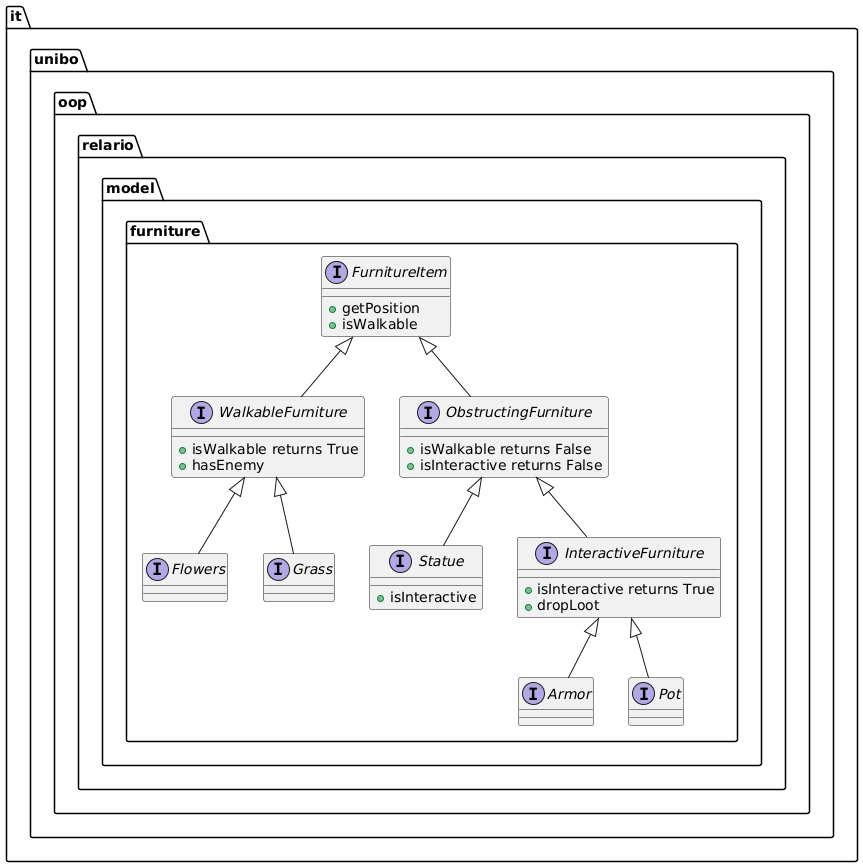 it
unibo
oop
relario
model
furniture
I FurnitureItem
getPosition
isWalkable
I WalkableFurniture
isWalkable returns True
hasEnemy
I ObstructingFurniture
isWalkable returns False
isInteractive returns False
I Flowers
I Grass
I Statue
isInteractive
I InteractiveFurniture
isInteractive returns True
dropLoot
I Armor
I Pot